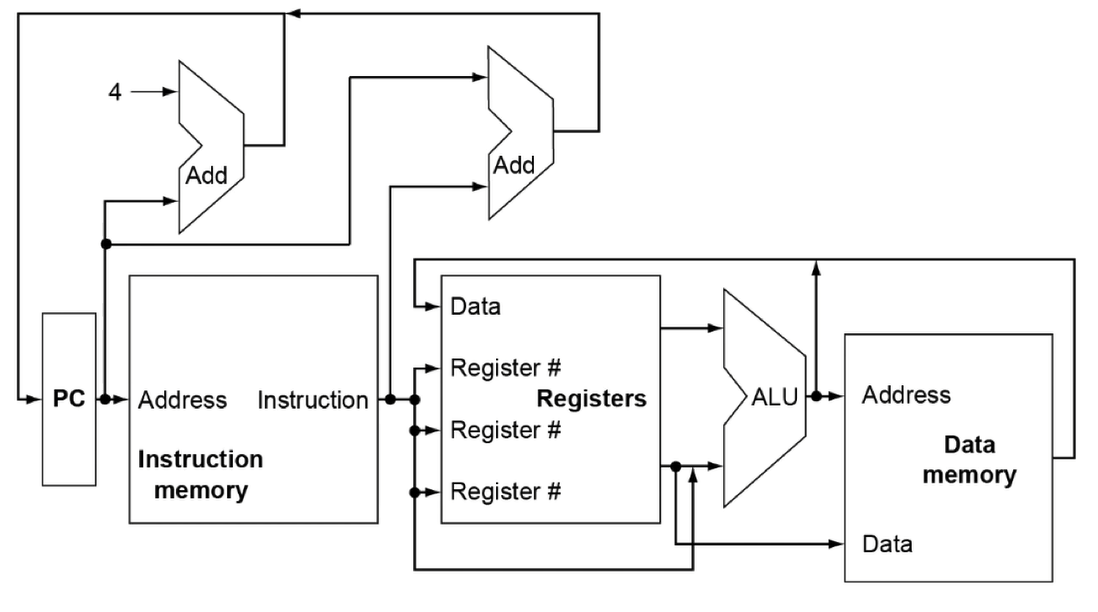 4
Add
Add
PC
Address
Instruction
Instruction
memory
Data
Register #
Registers
Register #
Register #
ALU
Address
Data
memory
Data